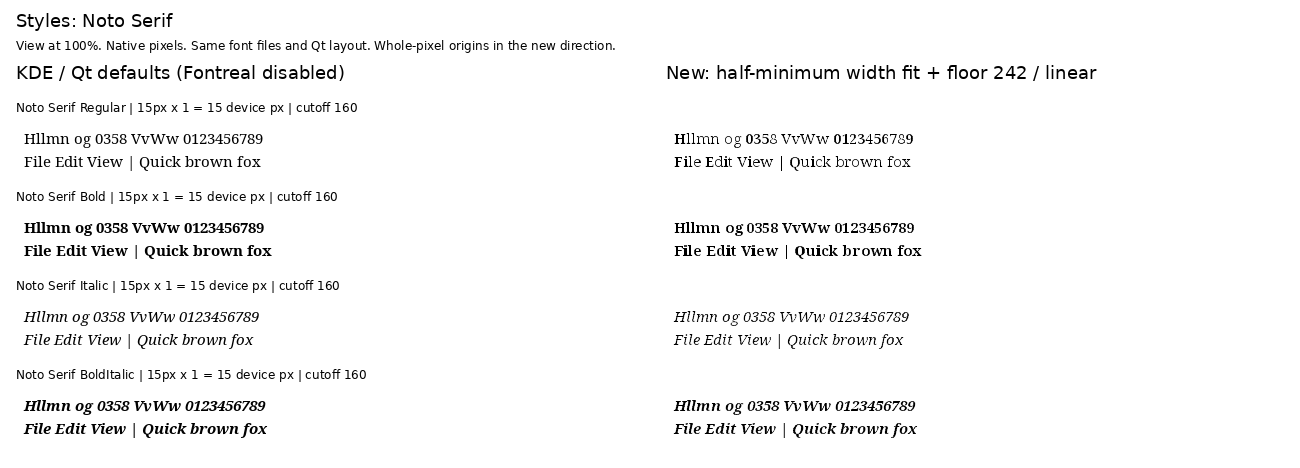 Styles: Noto Serif
View at 100%. Native pixels. Same font files and Qt layout. Whole-pixel origins in the new direction.
KDE / Qt defaults (Fontreal disabled)
Noto Serif Regular | 15px x 1 = 15 device px | cutoff 160
Hllmn og 0358 VvWw 0123456789
File Edit View | Quick brown fox
Noto Serif Bold | 15px x 1 = 15 device px | cutoff 160
Hllmn og 0358 VvWw 0123456789
File Edit View | Quick brown fox
Noto Serif Italic | 15px x 1 = 15 device px | cutoff 160
Hllmn og 0358 VvWw 0123456789
File Edit View | Quick brown fox
Noto Serif BoldItalic | 15px x 1 = 15 device px | cutoff 160
Hllmn og 0358 VvWw 0123456789
File Edit View | Quick brown fox
New: half-minimum width fit + floor 242 / linear
Hllmn og 0358 VvWw 0123456789
File Edit View | Quick brown fox
Hllmn og 0358 VvWw 0123456789
File Edit View | Quick brown fox
Hllmn og 0358 VvWw 0123456789
File Edit View | Quick brown fox
Hllmn og 0358 VvWw 0123456789
File Edit View | Quick brown fox